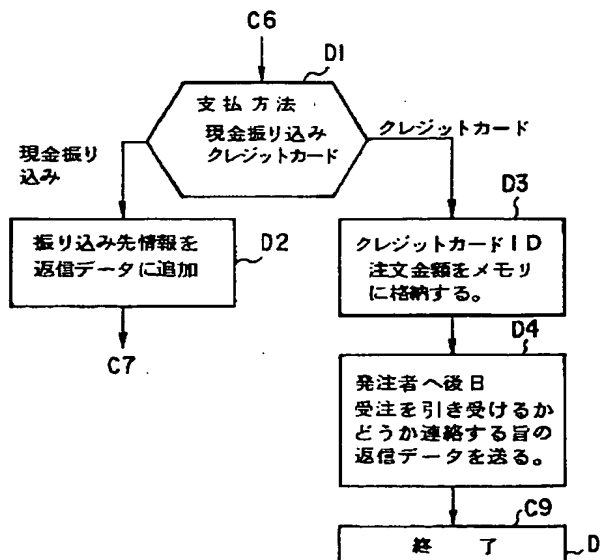 C6
D1
支払方法
現金振り込み
クレジットカード
現金振り
込み
クレジットカード
振り込み先情報を
返信データに追加
D2
C7
D3
クレジットカードID
注文金額をメモリ
に格納する。
D4
発注者へ後日
受注を引き受けるか
どうか連絡する旨の
返信データを送る。
C9
終了
D